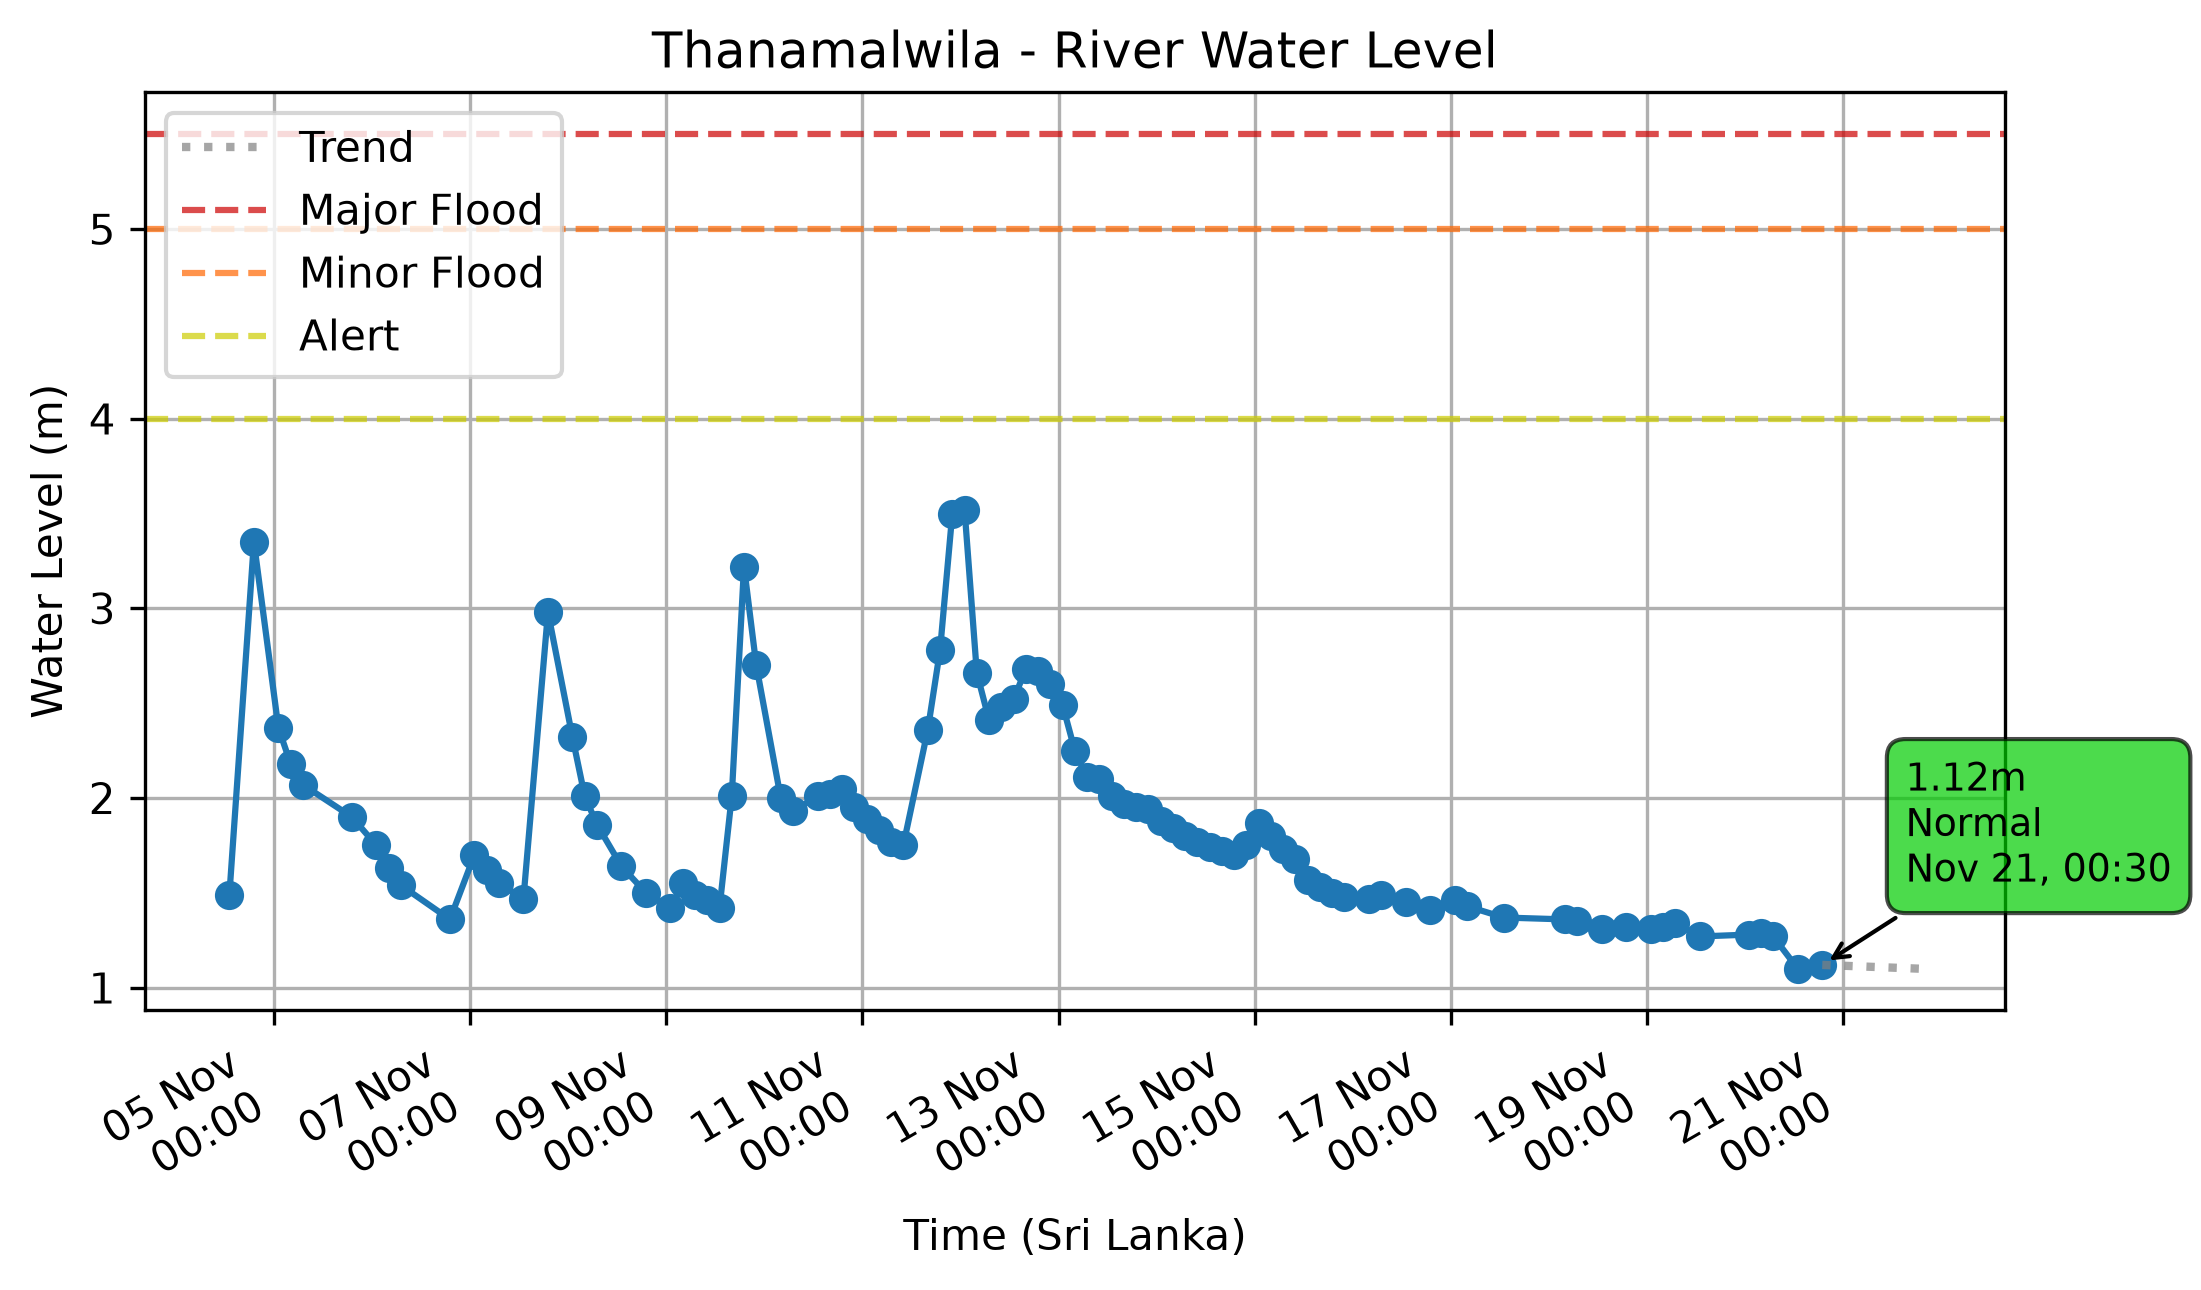 Thanamalwila - River Water Level
Trend
Major Flood
Minor Flood
Alert
Water Level (m)
5
4
3
2
1
1.12m
Normal
Nov 21, 00:30
05 Nov
00:00
07 Nov
00:00
09 Nov
00:00
11 Nov
00:00
13 Nov
00:00
15 Nov
00:00
17 Nov
00:00
19 Nov
00:00
21 Nov
00:00
Time (Sri Lanka)